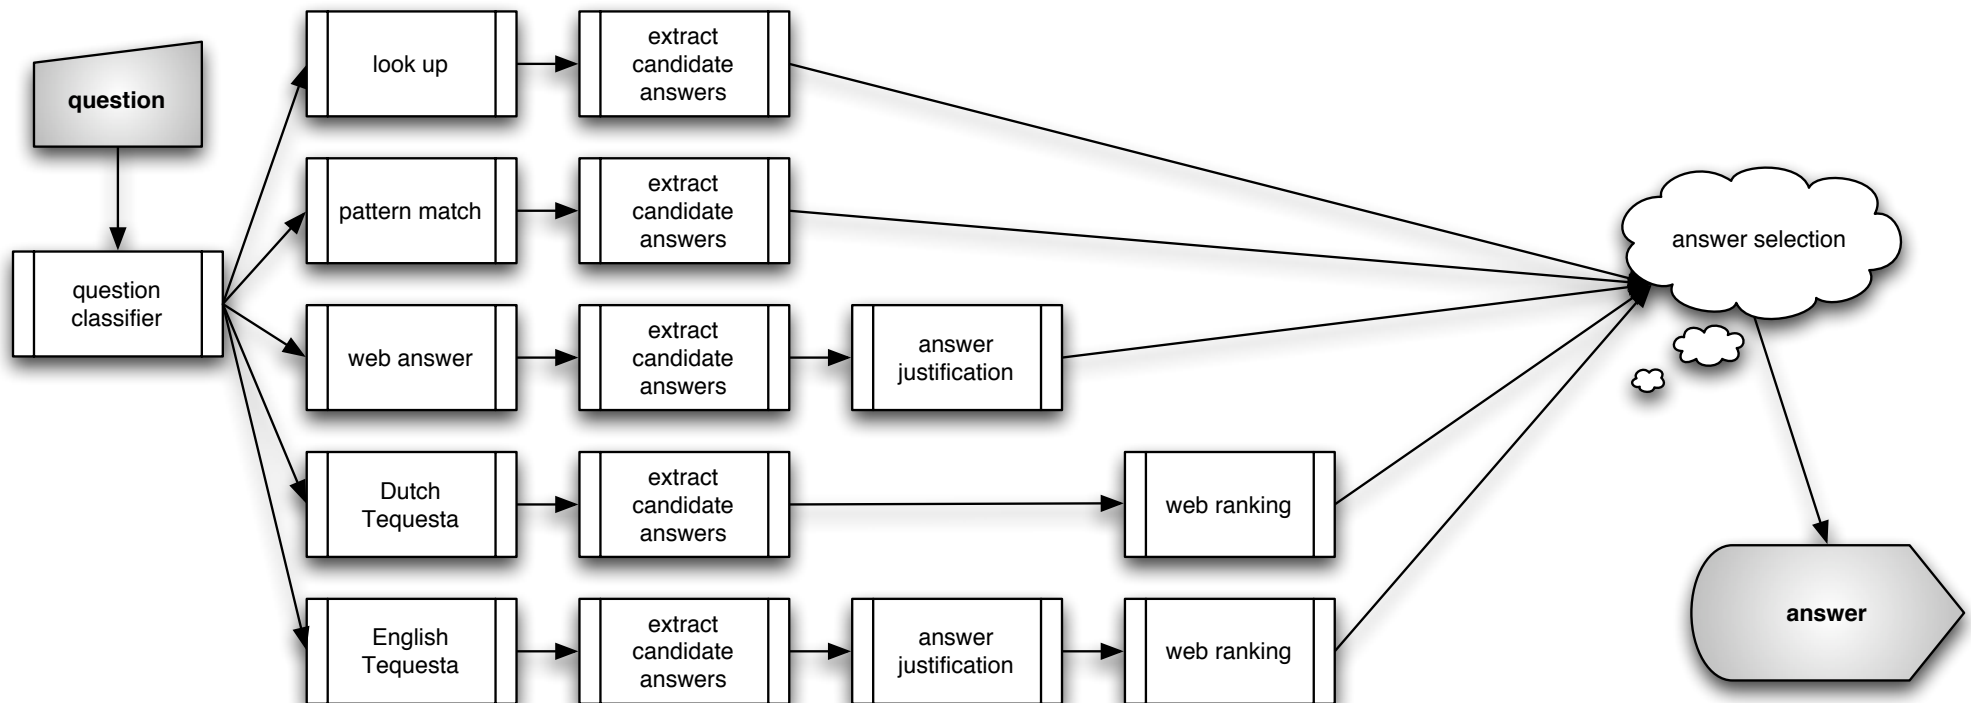 question
question
classifier
look up
extract
candidate
answers
pattern match
extract
candidate
answers
web answer
extract
candidate
answers
answer
justification
Dutch
Tequesta
extract
candidate
answers
web ranking
English
Tequesta
extract
candidate
answers
answer
justification
web ranking
answer selection
answer